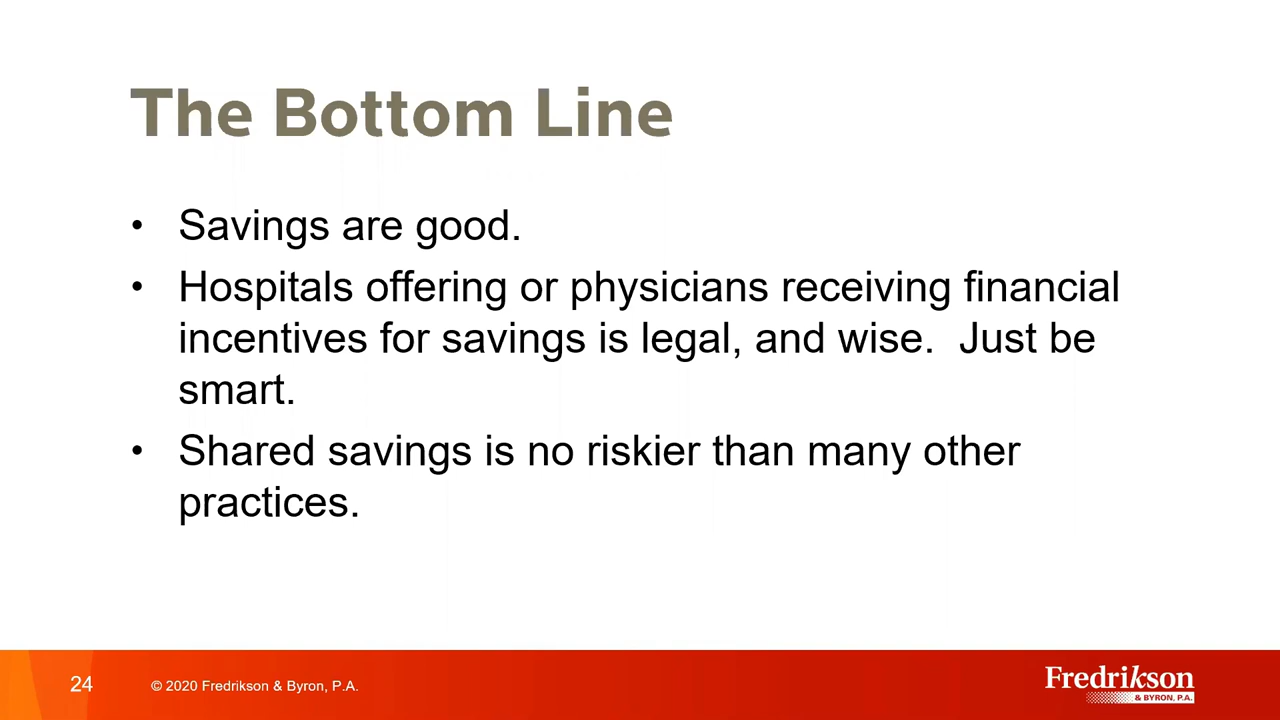 The Bottom Line
• Savings are good.
• Hospitals offering or physicians receiving financial
incentives for savings is legal, and wise.  Just be
smart.
• Shared savings is no riskier than many other
practices.
24
© 2020 Fredrikson & Byron, P.A.
Fredrikson
& BYRON, P.A.